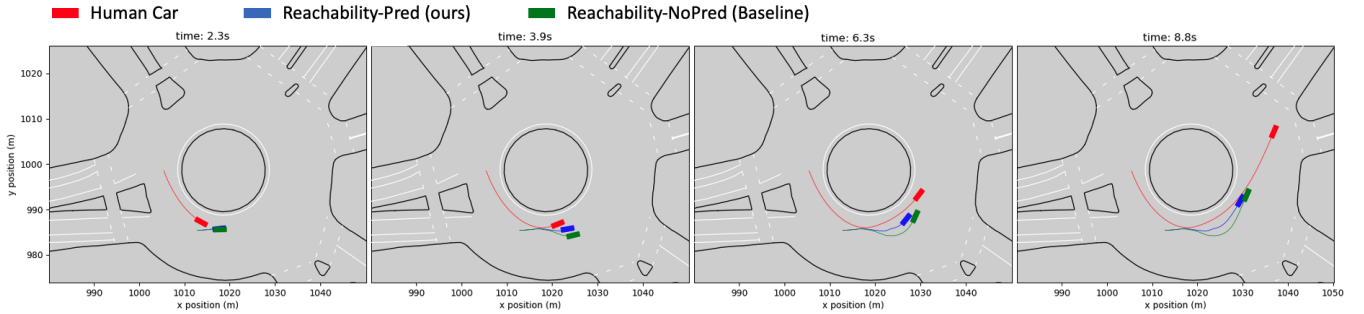 Human Car Reachability-Pred (ours) Reachability-NoPred (Baseline)
time: 2.3s time: 3.9s time: 6.3s time: 8.8s
y position (m)
1020
1010
1000
990
980
990 1000 1010 1020 1030 1040
990 1000 1010 1020 1030 1040
990 1000 1010 1020 1030 1040
990 1000 1010 1020 1030 1040 1050
x position (m) x position (m) x position (m) x position (m)